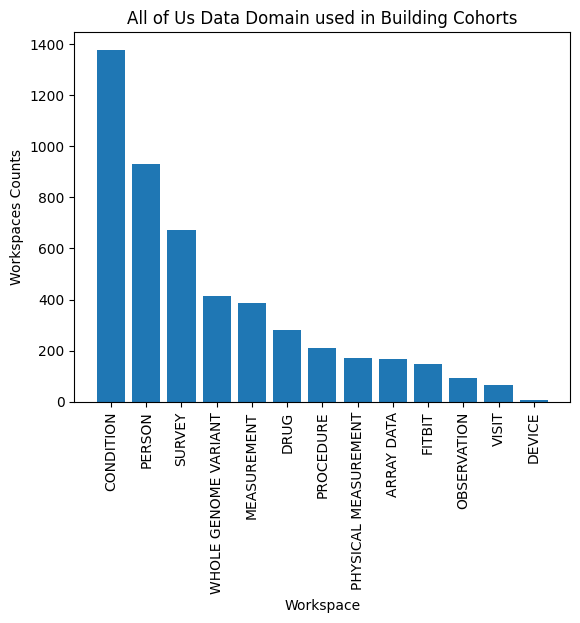 All of Us Data Domain used in Building Cohorts
Workspaces Counts
1400
1200
1000
800
600
400
200
0
CONDITION
PERSON
SURVEY
WHOLE GENOME VARIANT
MEASUREMENT
DRUG
PROCEDURE
PHYSICAL MEASUREMENT
ARRAY DATA
FITBIT
OBSERVATION
VISIT
DEVICE
Workspace